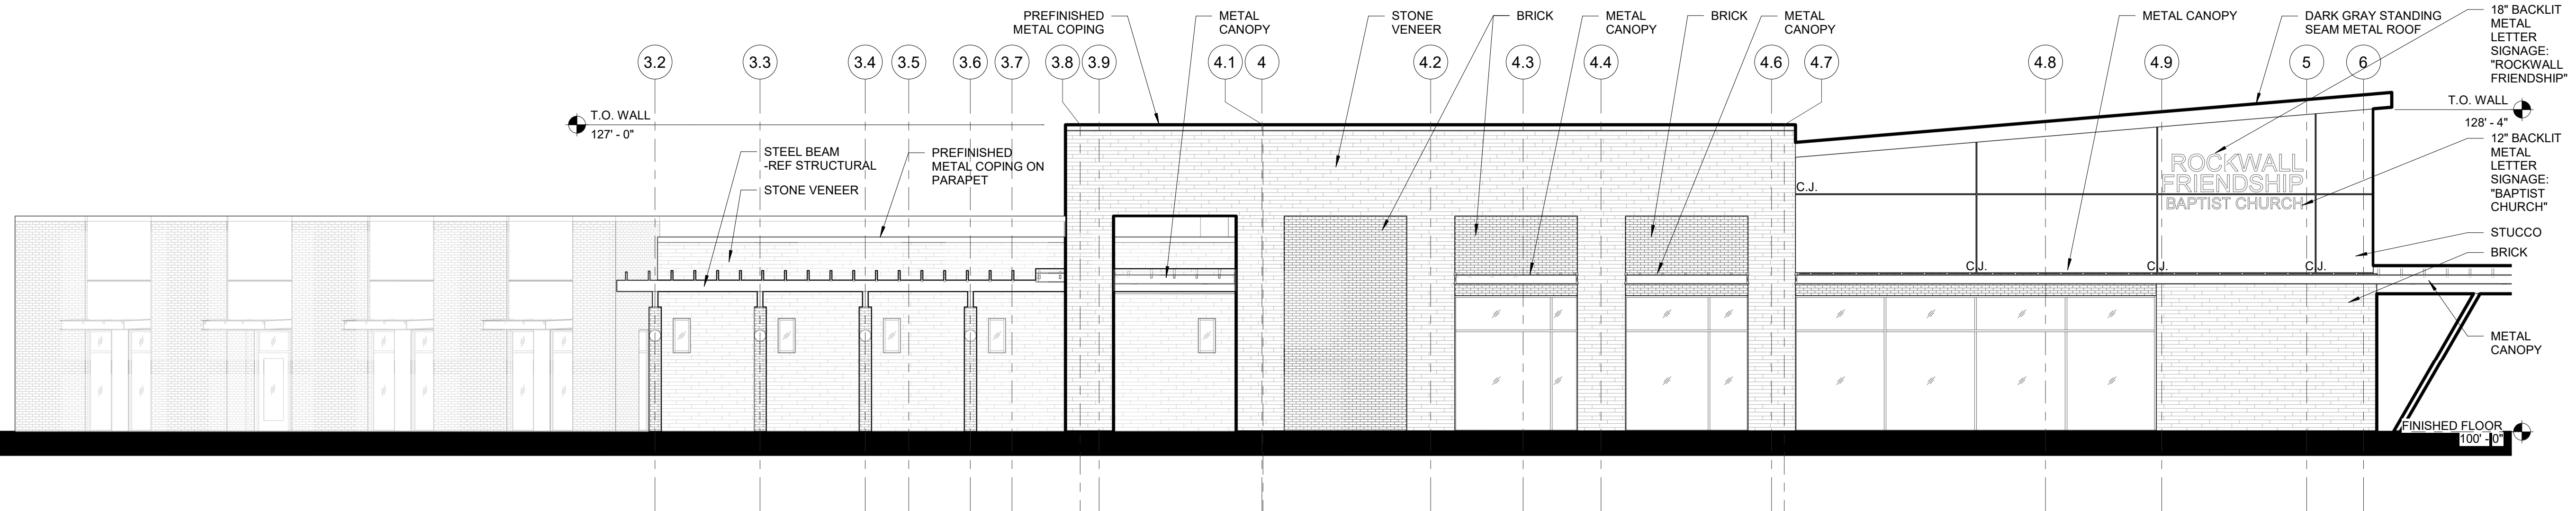 PREFINISHED
METAL COPING
METAL
CANOPY
STONE
VENEER
BRICK
METAL
CANOPY
BRICK
METAL
CANOPY
METAL CANOPY
DARK GRAY STANDING
SEAM METAL ROOF
18" BACKLIT
METAL
LETTER
SIGNAGE:
"ROCKWALL
FRIENDSHIP"
3.2
3.3
3.4
3.5
3.6
3.7
3.8
3.9
4.1
4
4.2
4.3
4.4
4.6
4.7
4.8
4.9
5
6
T.O. WALL
127' - 0"
T.O. WALL
128' - 4"
STEEL BEAM
-REF STRUCTURAL
STONE VENEER
PREFINISHED
METAL COPING ON
PARAPET
12" BACKLIT
METAL
LETTER
SIGNAGE:
"BAPTIST
CHURCH"
ROCKWALL
FRIENDSHIP
BAPTIST CHURCH
C.J.
C.J.
C.J.
C.J.
STUCCO
BRICK
METAL
CANOPY
FINISHED FLOOR
100' - 0"